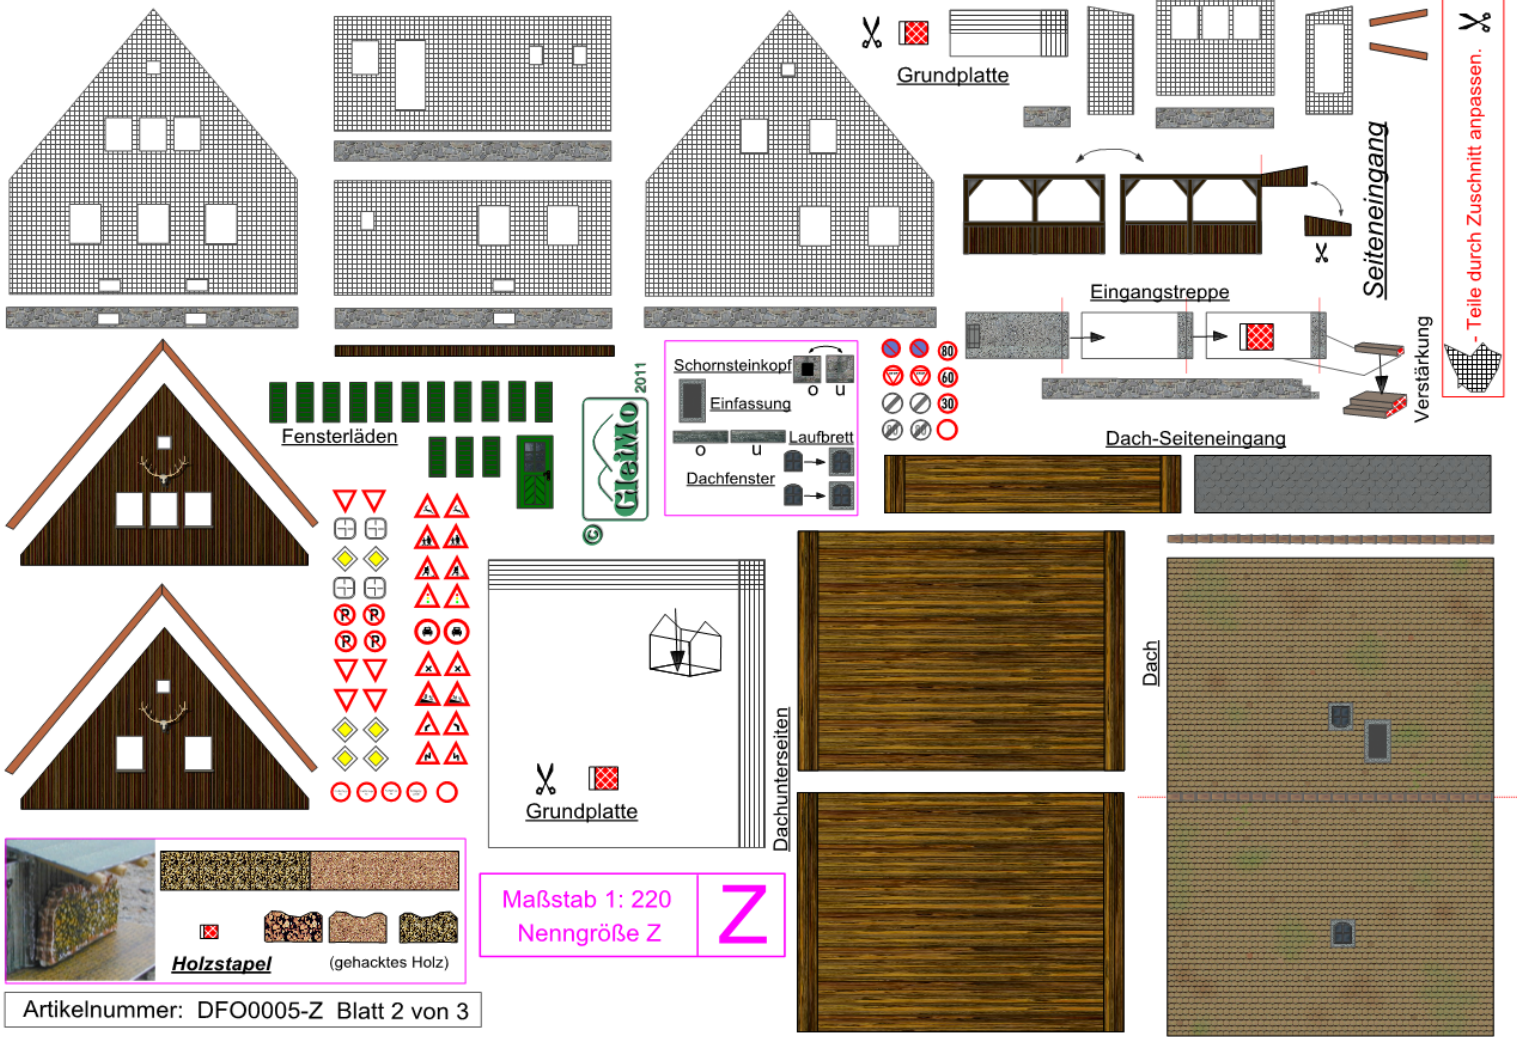 Grundplatte
Seiteneingang
- Teile durch Zuschnitt anpassen.
Eingangstreppe
Verstärkung
Schornsteinkopf
o u
Einfassung
o u
Laufbrett
Dachfenster
80
60
30
Fensterläden
GleiMo
2011
©
Dach-Seiteneingang
Dach
Dachunterseiten
Grundplatte
Maßstab 1: 220
Nenngröße Z
Z
Holzstapel
(gehacktes Holz)
Artikelnummer: DFO0005-Z Blatt 2 von 3